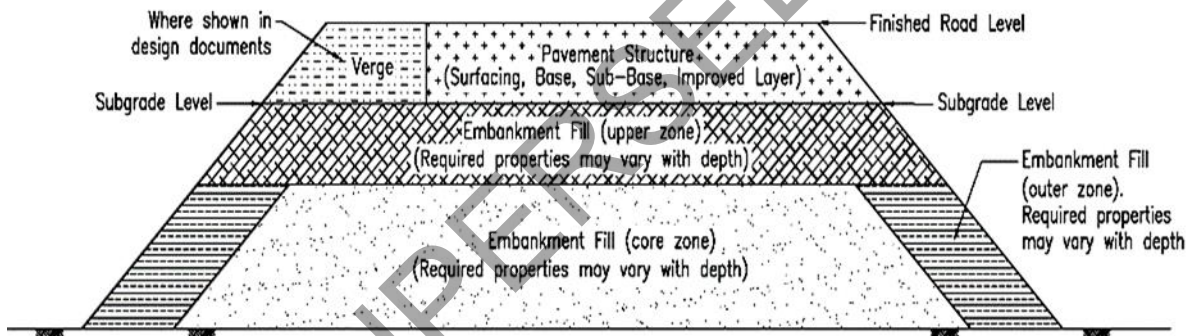 Where shown in
design documents
Finished Road Level
Verge
Pavement Structure
(Surfacing, Base, Sub-Base, Improved Layer)
Subgrade Level
Subgrade Level
Embankment Fill (upper zone)
(Required properties may vary with depth)
Embankment Fill
(outer zone).
Required properties
may vary with depth
Embankment Fill (core zone)
(Required properties may vary with depth)